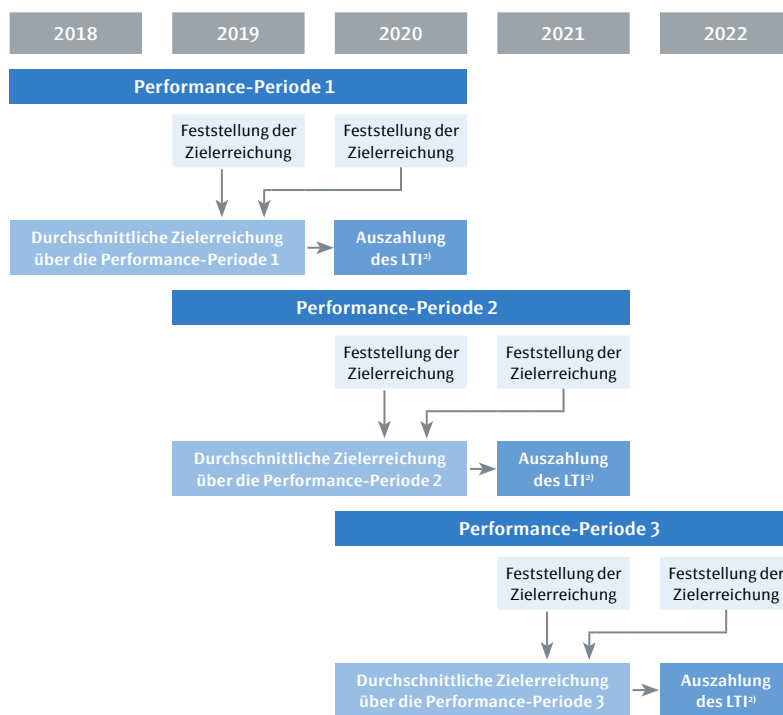 2018 2019 2020 2021 2022
Performance-Periode 1
Feststellung der Zielerreichung
Feststellung der Zielerreichung
Durchschnittliche Zielerreichung
über die Performance-Periode 1
Auszahlung
des LTI²⁾
Performance-Periode 2
Feststellung der
Zielerreichung
Feststellung der
Zielerreichung
Durchschnittliche Zielerreichung
über die Performance-Periode 2
Auszahlung
des LTI²⁾
Performance-Periode 3
Feststellung der
Zielerreichung
Feststellung der
Zielerreichung
Durchschnittliche Zielerreichung
über die Performance-Periode 3
Auszahlung
des LTI²⁾